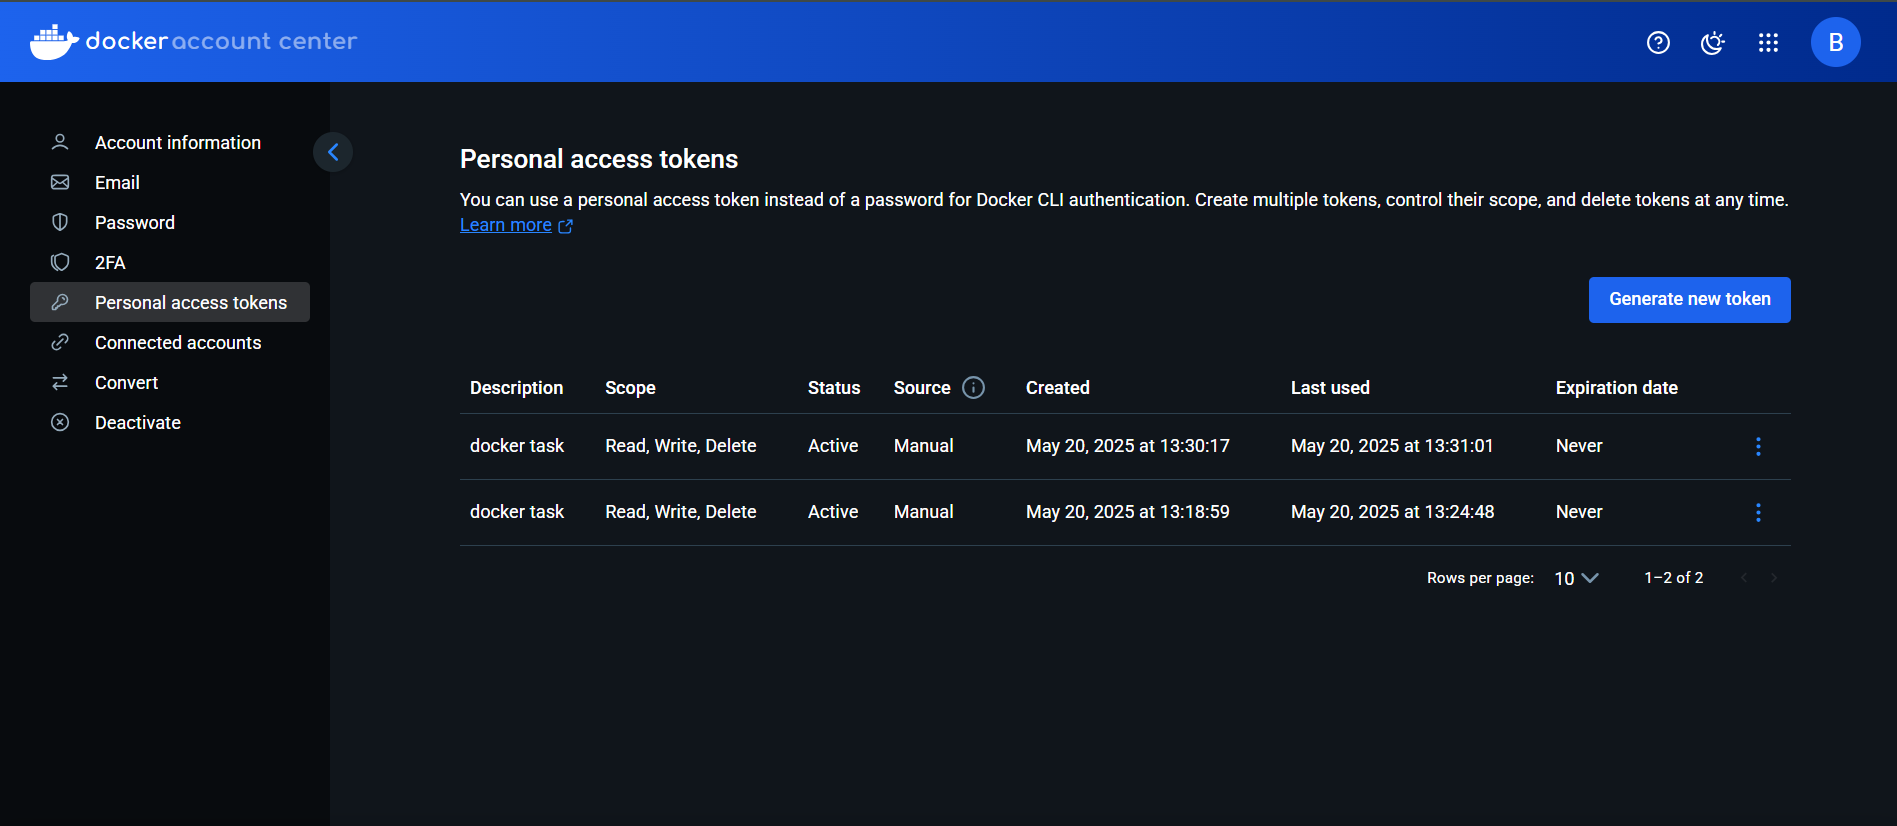 docker account center
B
Account information
Email
Password
2FA
Personal access tokens
Connected accounts
Convert
Deactivate
Personal access tokens
You can use a personal access token instead of a password for Docker CLI authentication. Create multiple tokens, control their scope, and delete tokens at any time.
Learn more
Generate new token
Description Scope Status Source Created Last used Expiration date
docker task Read, Write, Delete Active Manual May 20, 2025 at 13:30:17 May 20, 2025 at 13:31:01 Never
docker task Read, Write, Delete Active Manual May 20, 2025 at 13:18:59 May 20, 2025 at 13:24:48 Never
Rows per page: 10 1–2 of 2